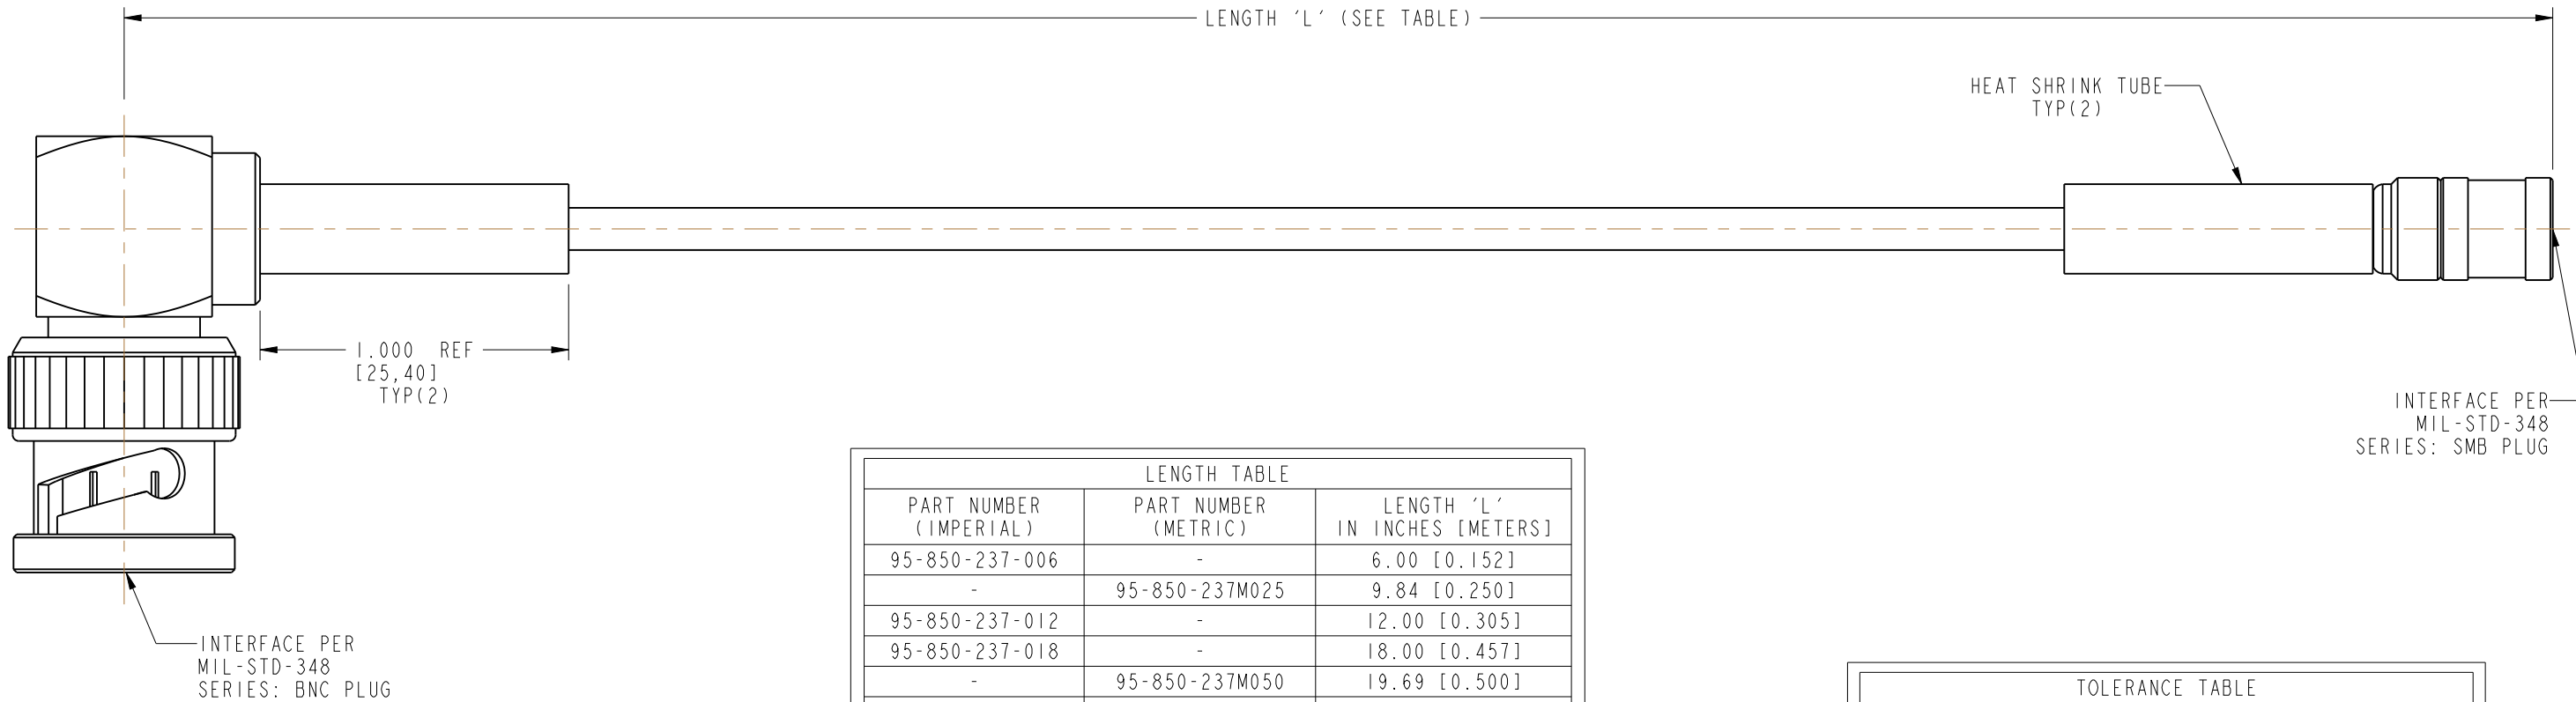 LENGTH 'L' (SEE TABLE)
HEAT SHRINK TUBE
TYP(2)
1.000 REF
[25,40]
TYP(2)
INTERFACE PER
MIL-STD-348
SERIES: SMB PLUG
INTERFACE PER
MIL-STD-348
SERIES: BNC PLUG
LENGTH TABLE
PART NUMBER (IMPERIAL) PART NUMBER (METRIC) LENGTH 'L' IN INCHES [METERS]
95-850-237-006 - 6.00 [0.152]
- 95-850-237M025 9.84 [0.250]
95-850-237-012 - 12.00 [0.305]
95-850-237-018 - 18.00 [0.457]
- 95-850-237M050 19.69 [0.500]
TOLERANCE TABLE